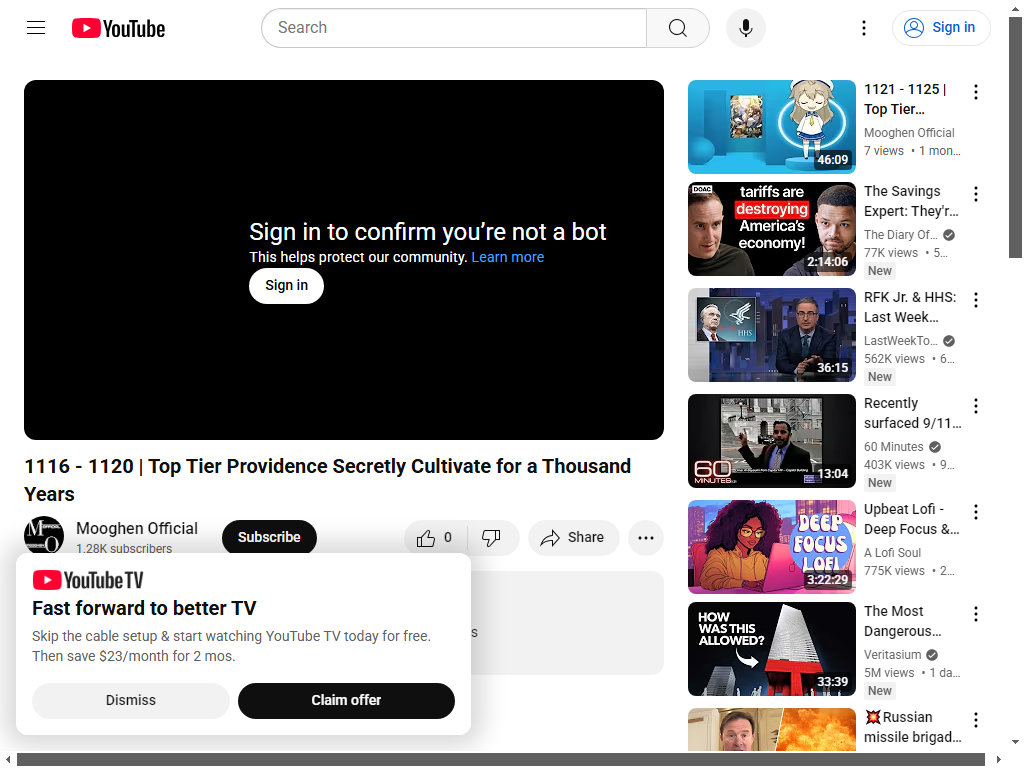 YouTube
Search
Sign in
Sign in to confirm you’re not a bot
This helps protect our community. Learn more
Sign in
1116 - 1120 | Top Tier Providence Secretly Cultivate for a Thousand
Years
Mooghen Official
1.28K subscribers
Subscribe
0
Share
YouTube TV
Fast forward to better TV
Skip the cable setup & start watching YouTube TV today for free.
Then save $23/month for 2 mos.
Dismiss
Claim offer
s
46:09
1121 - 1125 |
Top Tier…
Mooghen Official
7 views • 1 mon…
DOAC
tariffs are
destroying
America's
economy!
2:14:06
The Savings
Expert: They'r…
The Diary Of…
77K views • 5…
New
HHS
36:15
RFK Jr. & HHS:
Last Week…
LastWeekTo…
562K views • 6…
New
60
MINUTES
13:04
Recently
surfaced 9/11…
60 Minutes
403K views • 9…
New
DEEP
FOCUS
LOFI
3:22:29
Upbeat Lofi -
Deep Focus &…
A Lofi Soul
775K views • 2…
HOW
WAS THIS
ALLOWED?
33:39
The Most
Dangerous…
Veritasium
5M views • 1 da…
New
💥Russian
missile brigad…